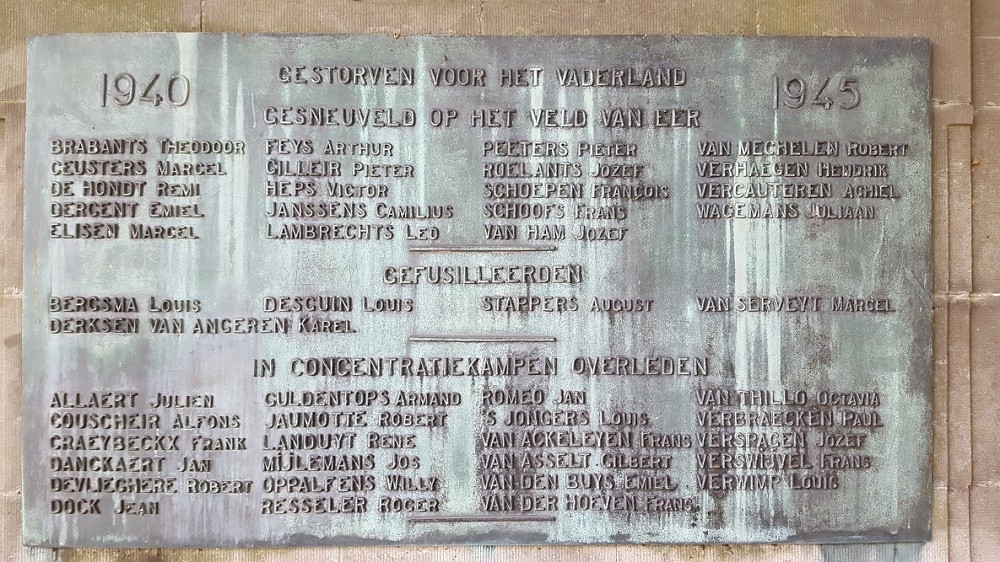 1940 GESTORVEN VOOR HET VADERLAND 1945
GESNEUVELD OP HET VELD VAN EER
BRABANTS THEODOOR FEYS ARTHUR PEETERS PIETER VAN MECHELEN ROBERT
CEUSTERS MARCEL GILLEIR PIETER ROELANTS JOZEF VERHAEGEN HENDRIK
DE HONDT REMI HEPS VICTOR SCHOEPEN FRANÇOIS VERCAUTEREN ACHIEL
DERGENT EMIEL JANSSENS CAMILIUS SCHOOFS FRANS WAGEMANS JULIAAN
ELISEN MARCEL LAMBRECHTS LEO VAN HAM JOZEF
GEFUSILLEERDEN
BERGSMA LOUIS DESGUIN LOUIS STAPPERS AUGUST VAN SERVEYT MARCEL
DERKSEN VAN ANGEREN KAREL
IN CONCENTRATIEKAMPEN OVERLEDEN
ALLAERT JULIEN GULDENTOPS ARMAND ROMEO JAN VAN THILLO OCTAVIA
COUSCHEIR ALFONS JAUMOTTE ROBERT 'S JONGERS LOUIS VERBRAECKEN PAUL
CRAEYBECKX FRANK LANDUYT RENE VAN ACKELEYEN FRANS VERSPAGEN JOZEF
DANCKAERT JAN MIJLEMANS JOS VAN ASSELT GILBERT VERSWIJVEL FRANS
DEVLIEGHERE ROBERT OPPALFENS WILLY VAN DEN BUYS EMIEL VERWIMP LOUIS
DOCK JEAN RESSELER ROGER VAN DER HOEVEN FRANS